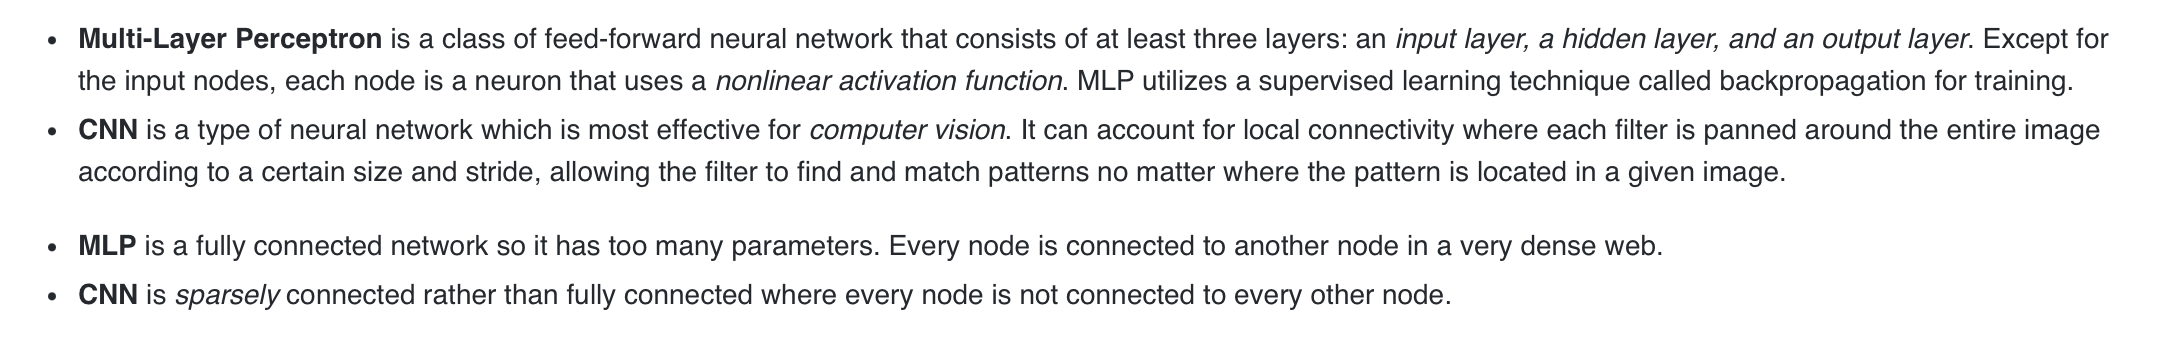 • Multi-Layer Perceptron is a class of feed-forward neural network that consists of at least three layers: an input layer, a hidden layer, and an output layer. Except for
the input nodes, each node is a neuron that uses a nonlinear activation function. MLP utilizes a supervised learning technique called backpropagation for training.
• CNN is a type of neural network which is most effective for computer vision. It can account for local connectivity where each filter is panned around the entire image
according to a certain size and stride, allowing the filter to find and match patterns no matter where the pattern is located in a given image.
• MLP is a fully connected network so it has too many parameters. Every node is connected to another node in a very dense web.
• CNN is sparsely connected rather than fully connected where every node is not connected to every other node.